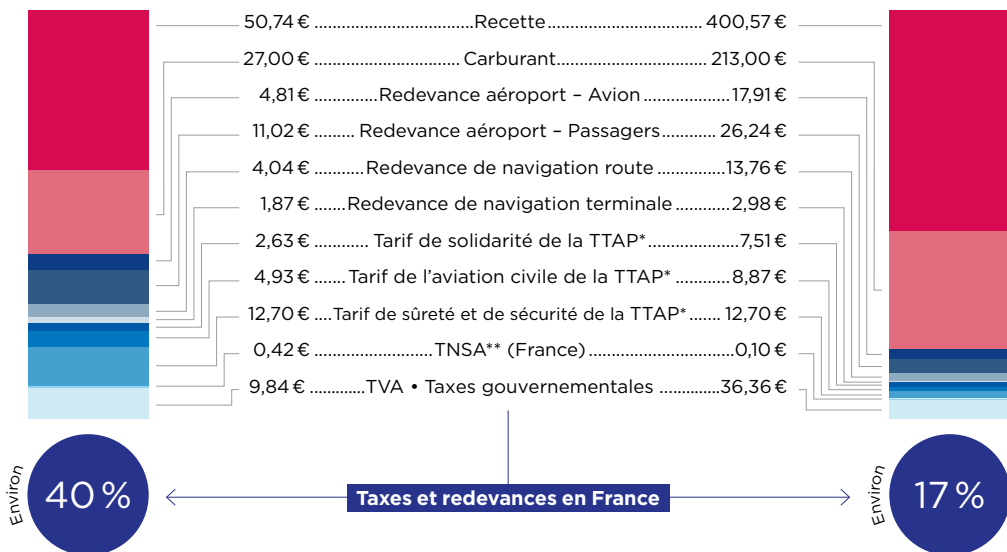 50,74 € ..................................Recette................................... 400,57 €
27,00 € ............................. Carburant.............................. 213,00 €
4,81 € ...............Redevance aéroport – Avion ..............17,91 €
11,02 € ........ Redevance aéroport – Passagers ........ 26,24 €
4,04 € ...........Redevance de navigation route ............13,76 €
1,87 € .......Redevance de navigation terminale ........2,98 €
2,63 € ............. Tarif de solidarité de la TTAP*..............7,51 €
4,93 € ....... Tarif de l’aviation civile de la TTAP* ....... 8,87 €
12,70 € ....Tarif de sûreté et de sécurité de la TTAP* ..... 12,70 €
0,42 € ...........................TNSA** (France) ..........................0,10 €
9,84 € ............TVA • Taxes gouvernementales ............36,36 €
Environ
40 %
Taxes et redevances en France
Environ
17 %